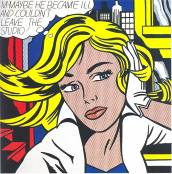 M-MAYBE HE BECAME ILL
AND COULDN'T
LEAVE THE
STUDIO